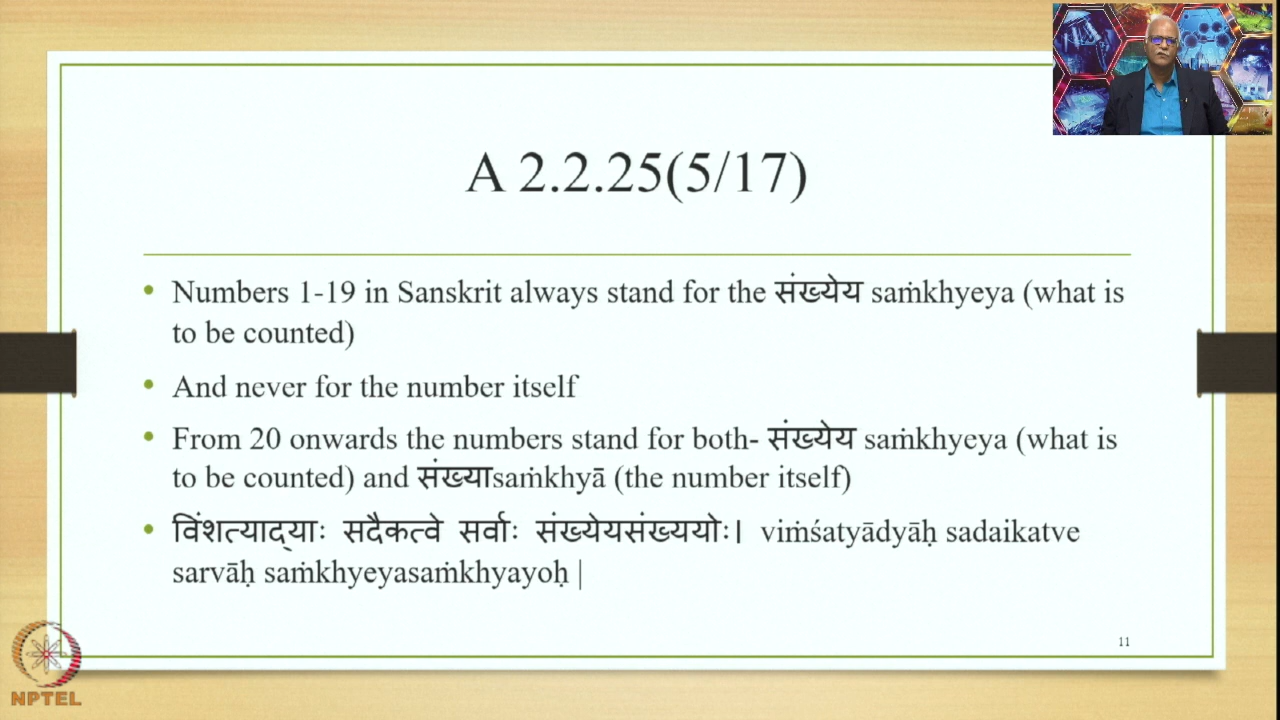 A 2.2.25(5/17)
• Numbers 1-19 in Sanskrit always stand for the संख्येय saṁkhyeya (what is
to be counted)
• And never for the number itself
• From 20 onwards the numbers stand for both- संख्येय saṁkhyeya (what is
to be counted) and संख्याsaṁkhyā (the number itself)
• विंशत्याद्याः सदैकत्वे सर्वाः संख्येयसंख्ययोः। viṁśatyādyāḥ sadaikatve
sarvāḥ saṁkhyeyasaṁkhyayoḥ |
11
NPTEL